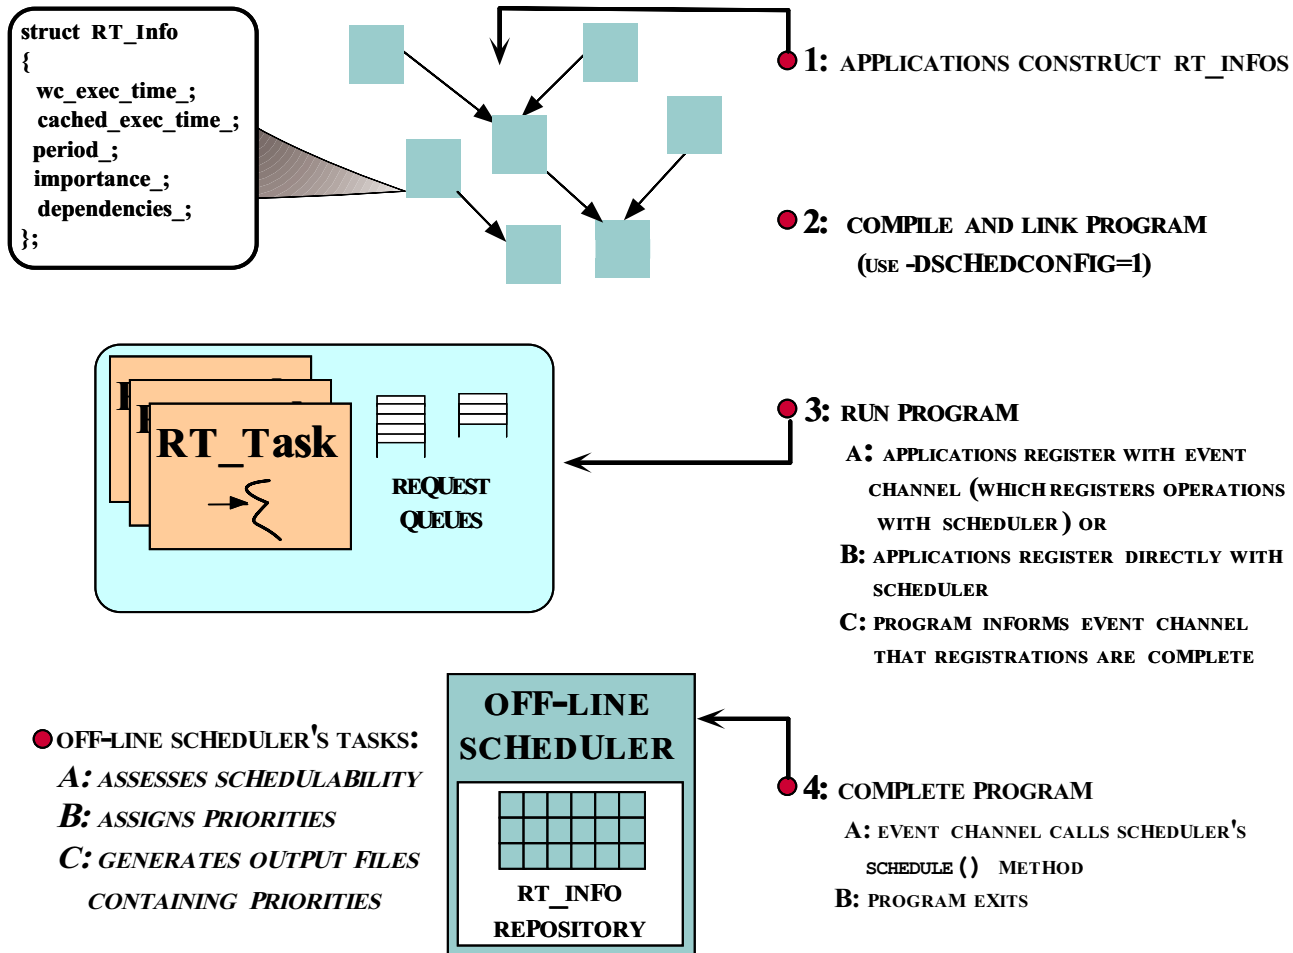 struct RT_Info
{
wc_exec_time_;
cached_exec_time_;
period_;
importance_;
dependencies_;
};
1: APPLICATIONS CONSTRUCT RT_INFOS
2: COMPILE AND LINK PROGRAM
(USE -DSCHEDCONFIG=1)
RT_Task
REQUEST
QUEUES
3: RUN PROGRAM
A: APPLICATIONS REGISTER WITH EVENT
CHANNEL (WHICH REGISTERS OPERATIONS
WITH SCHEDULER) OR
B: APPLICATIONS REGISTER DIRECTLY WITH
SCHEDULER
C: PROGRAM INFORMS EVENT CHANNEL
THAT REGISTRATIONS ARE COMPLETE
OFF-LINE SCHEDULER'S TASKS:
A: ASSESSES SCHEDULABILITY
B: ASSIGNS PRIORITIES
C: GENERATES OUTPUT FILES
CONTAINING PRIORITIES
OFF-LINE
SCHEDULER
RT_INFO
REPOSITORY
4: COMPLETE PROGRAM
A: EVENT CHANNEL CALLS SCHEDULER'S
SCHEDULE() METHOD
B: PROGRAM EXITS